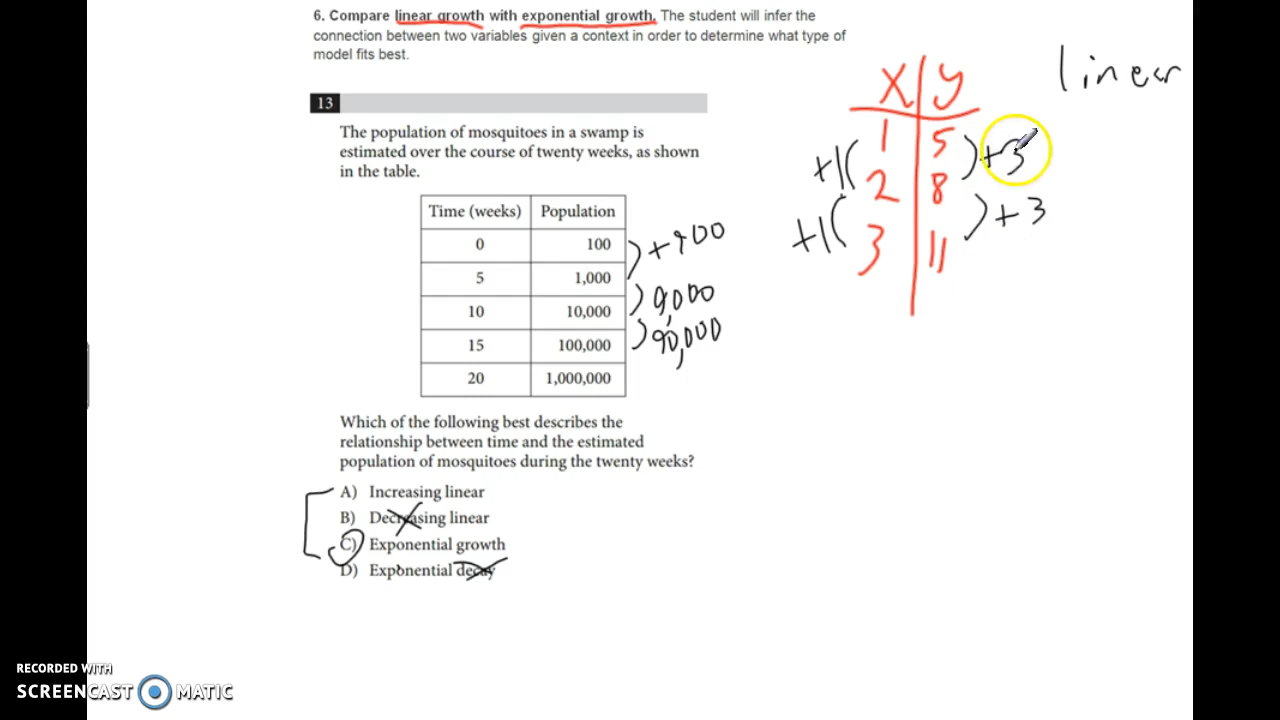 6. Compare linear growth with exponential growth. The student will infer the
connection between two variables given a context in order to determine what type of
model fits best.
13
The population of mosquitoes in a swamp is
estimated over the course of twenty weeks, as shown
in the table.
Time (weeks) Population
0 100
5 1,000
10 10,000
15 100,000
20 1,000,000
+900
9,000
90,000
Which of the following best describes the
relationship between time and the estimated
population of mosquitoes during the twenty weeks?
A) Increasing linear
B) Decreasing linear
C) Exponential growth
D) Exponential decay
linear
x y
1 5
+1 +3
2 8
+1 +3
3 11
RECORDED WITH
SCREENCAST MATIC